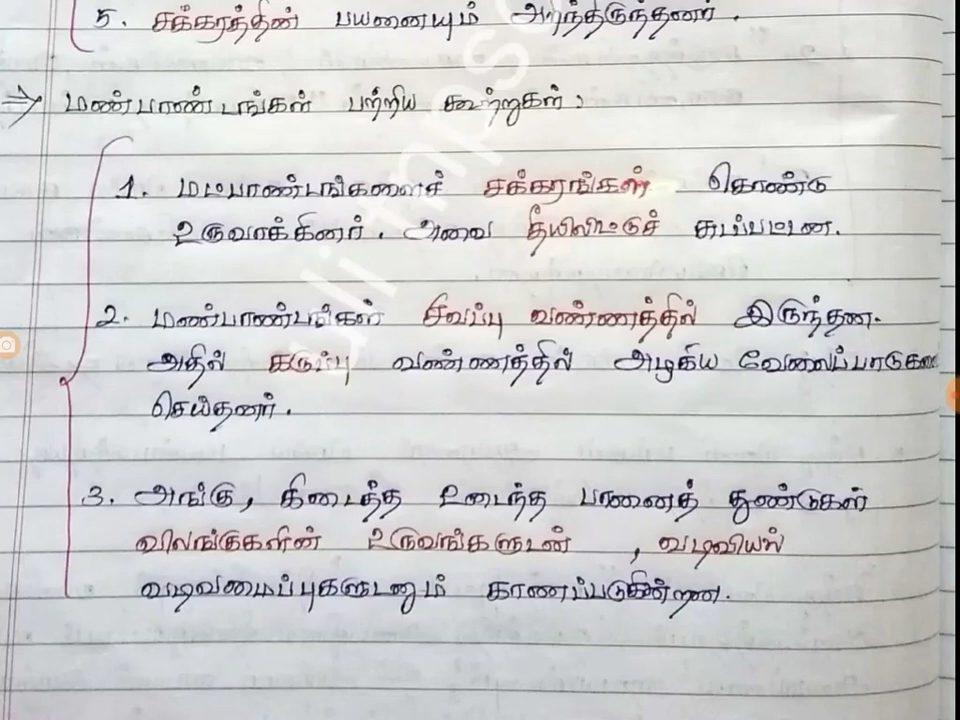 5. சக்கரத்தின் பயனையும் அறிந்திருந்தனர்.
=> மண்பாண்டங்கள் பற்றிய கூற்றுகள்:
1. மட்பாண்டங்களைச் சக்கரங்கள் கொண்டு
உருவாக்கினர். அவை தீயிலிட்டுச் சுடப்பட்டன.
2. மண்பாண்டங்கள் சிவப்பு வண்ணத்தில் இருந்தன.
அதில் கருப்பு வண்ணத்தில் அழகிய வேலைப்பாடுகள்
செய்தனர்.
3. அங்கு, கிடைத்த உடைந்த பானைத் துண்டுகள்
விலங்குகளின் உருவங்களுடன் , வடிவியல்
வடிவமைப்புகளுடனும் காணப்படுகின்றன.